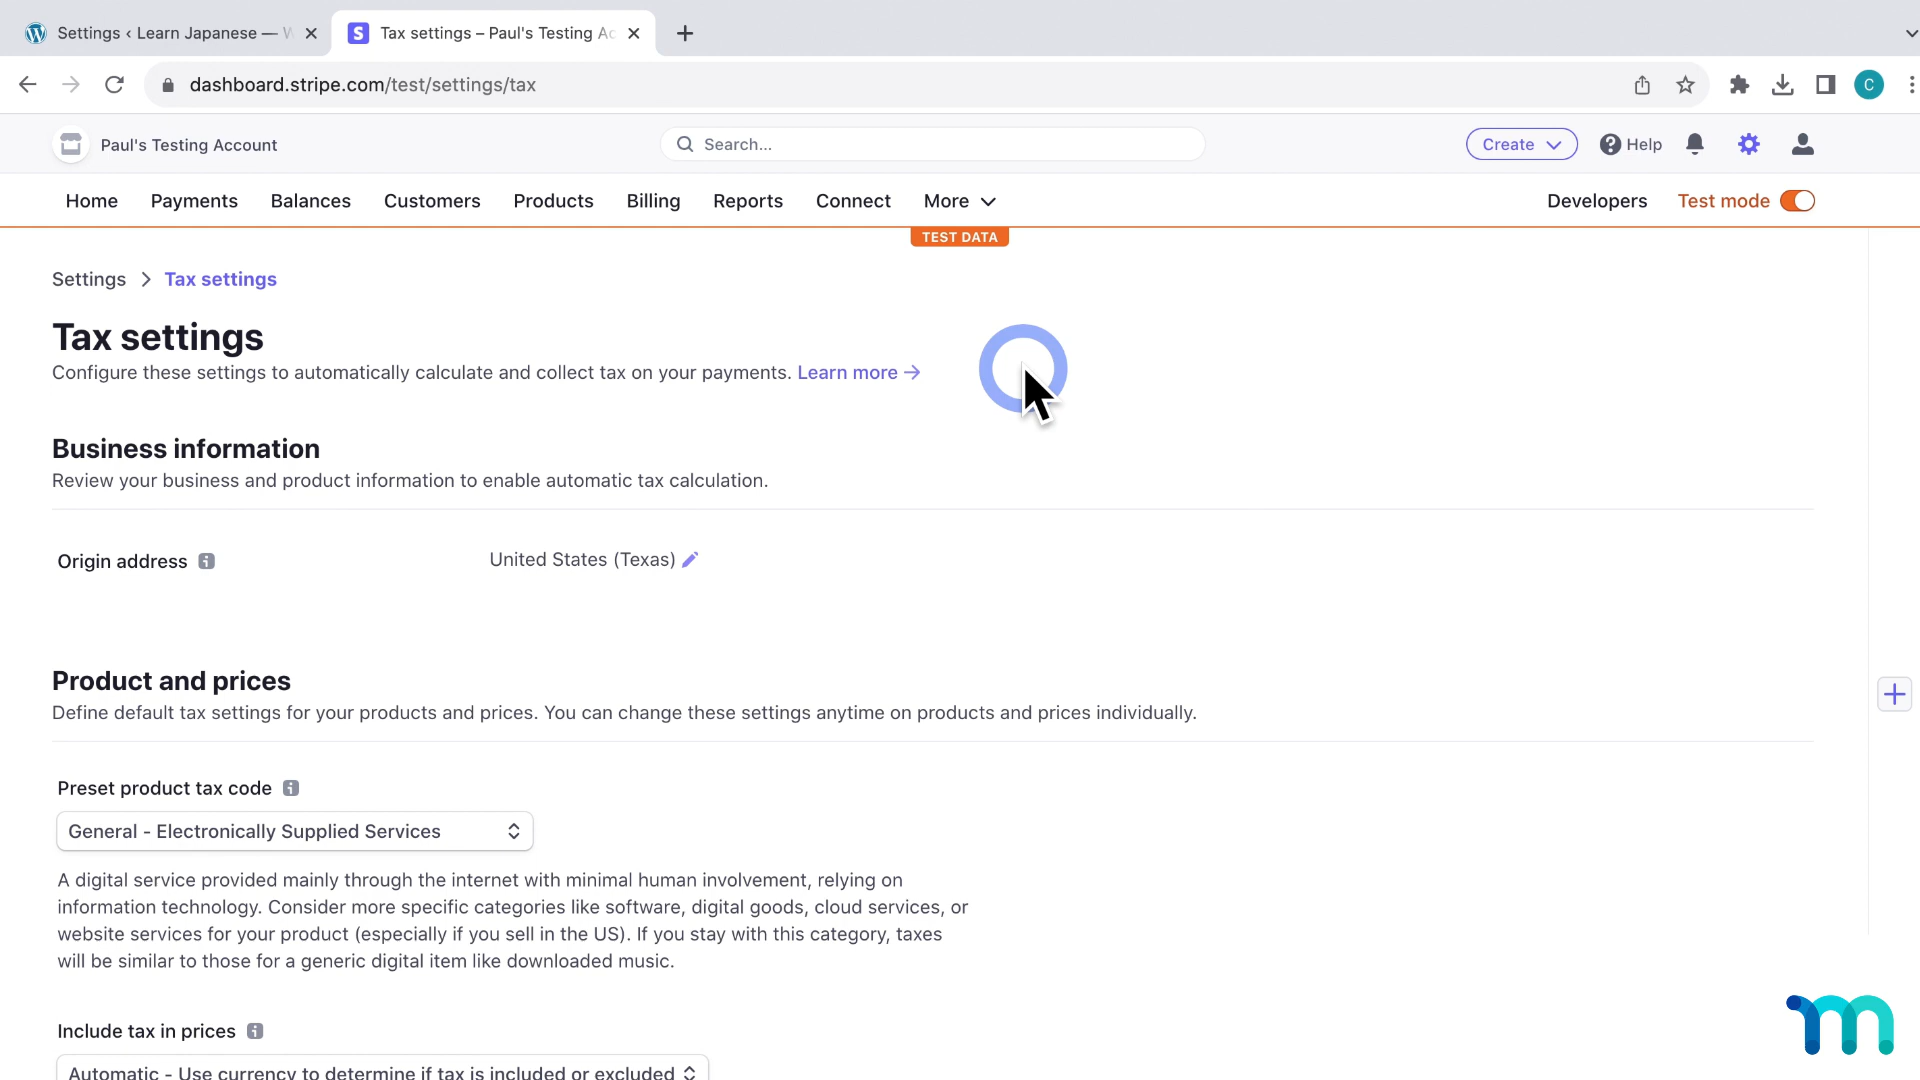 Settings ‹ Learn Japanese — W
Tax settings – Paul's Testing Ac
dashboard.stripe.com/test/settings/tax
C
Paul's Testing Account
Search...
Create
Help
Home
Payments
Balances
Customers
Products
Billing
Reports
Connect
More
Developers
Test mode
TEST DATA
Settings > Tax settings
Tax settings
Configure these settings to automatically calculate and collect tax on your payments. Learn more →
Business information
Review your business and product information to enable automatic tax calculation.
Origin address
United States (Texas)
Product and prices
Define default tax settings for your products and prices. You can change these settings anytime on products and prices individually.
Preset product tax code
General - Electronically Supplied Services
A digital service provided mainly through the internet with minimal human involvement, relying on
information technology. Consider more specific categories like software, digital goods, cloud services, or
website services for your product (especially if you sell in the US). If you stay with this category, taxes
will be similar to those for a generic digital item like downloaded music.
Include tax in prices
Automatic - Use currency to determine if tax is included or excluded
m